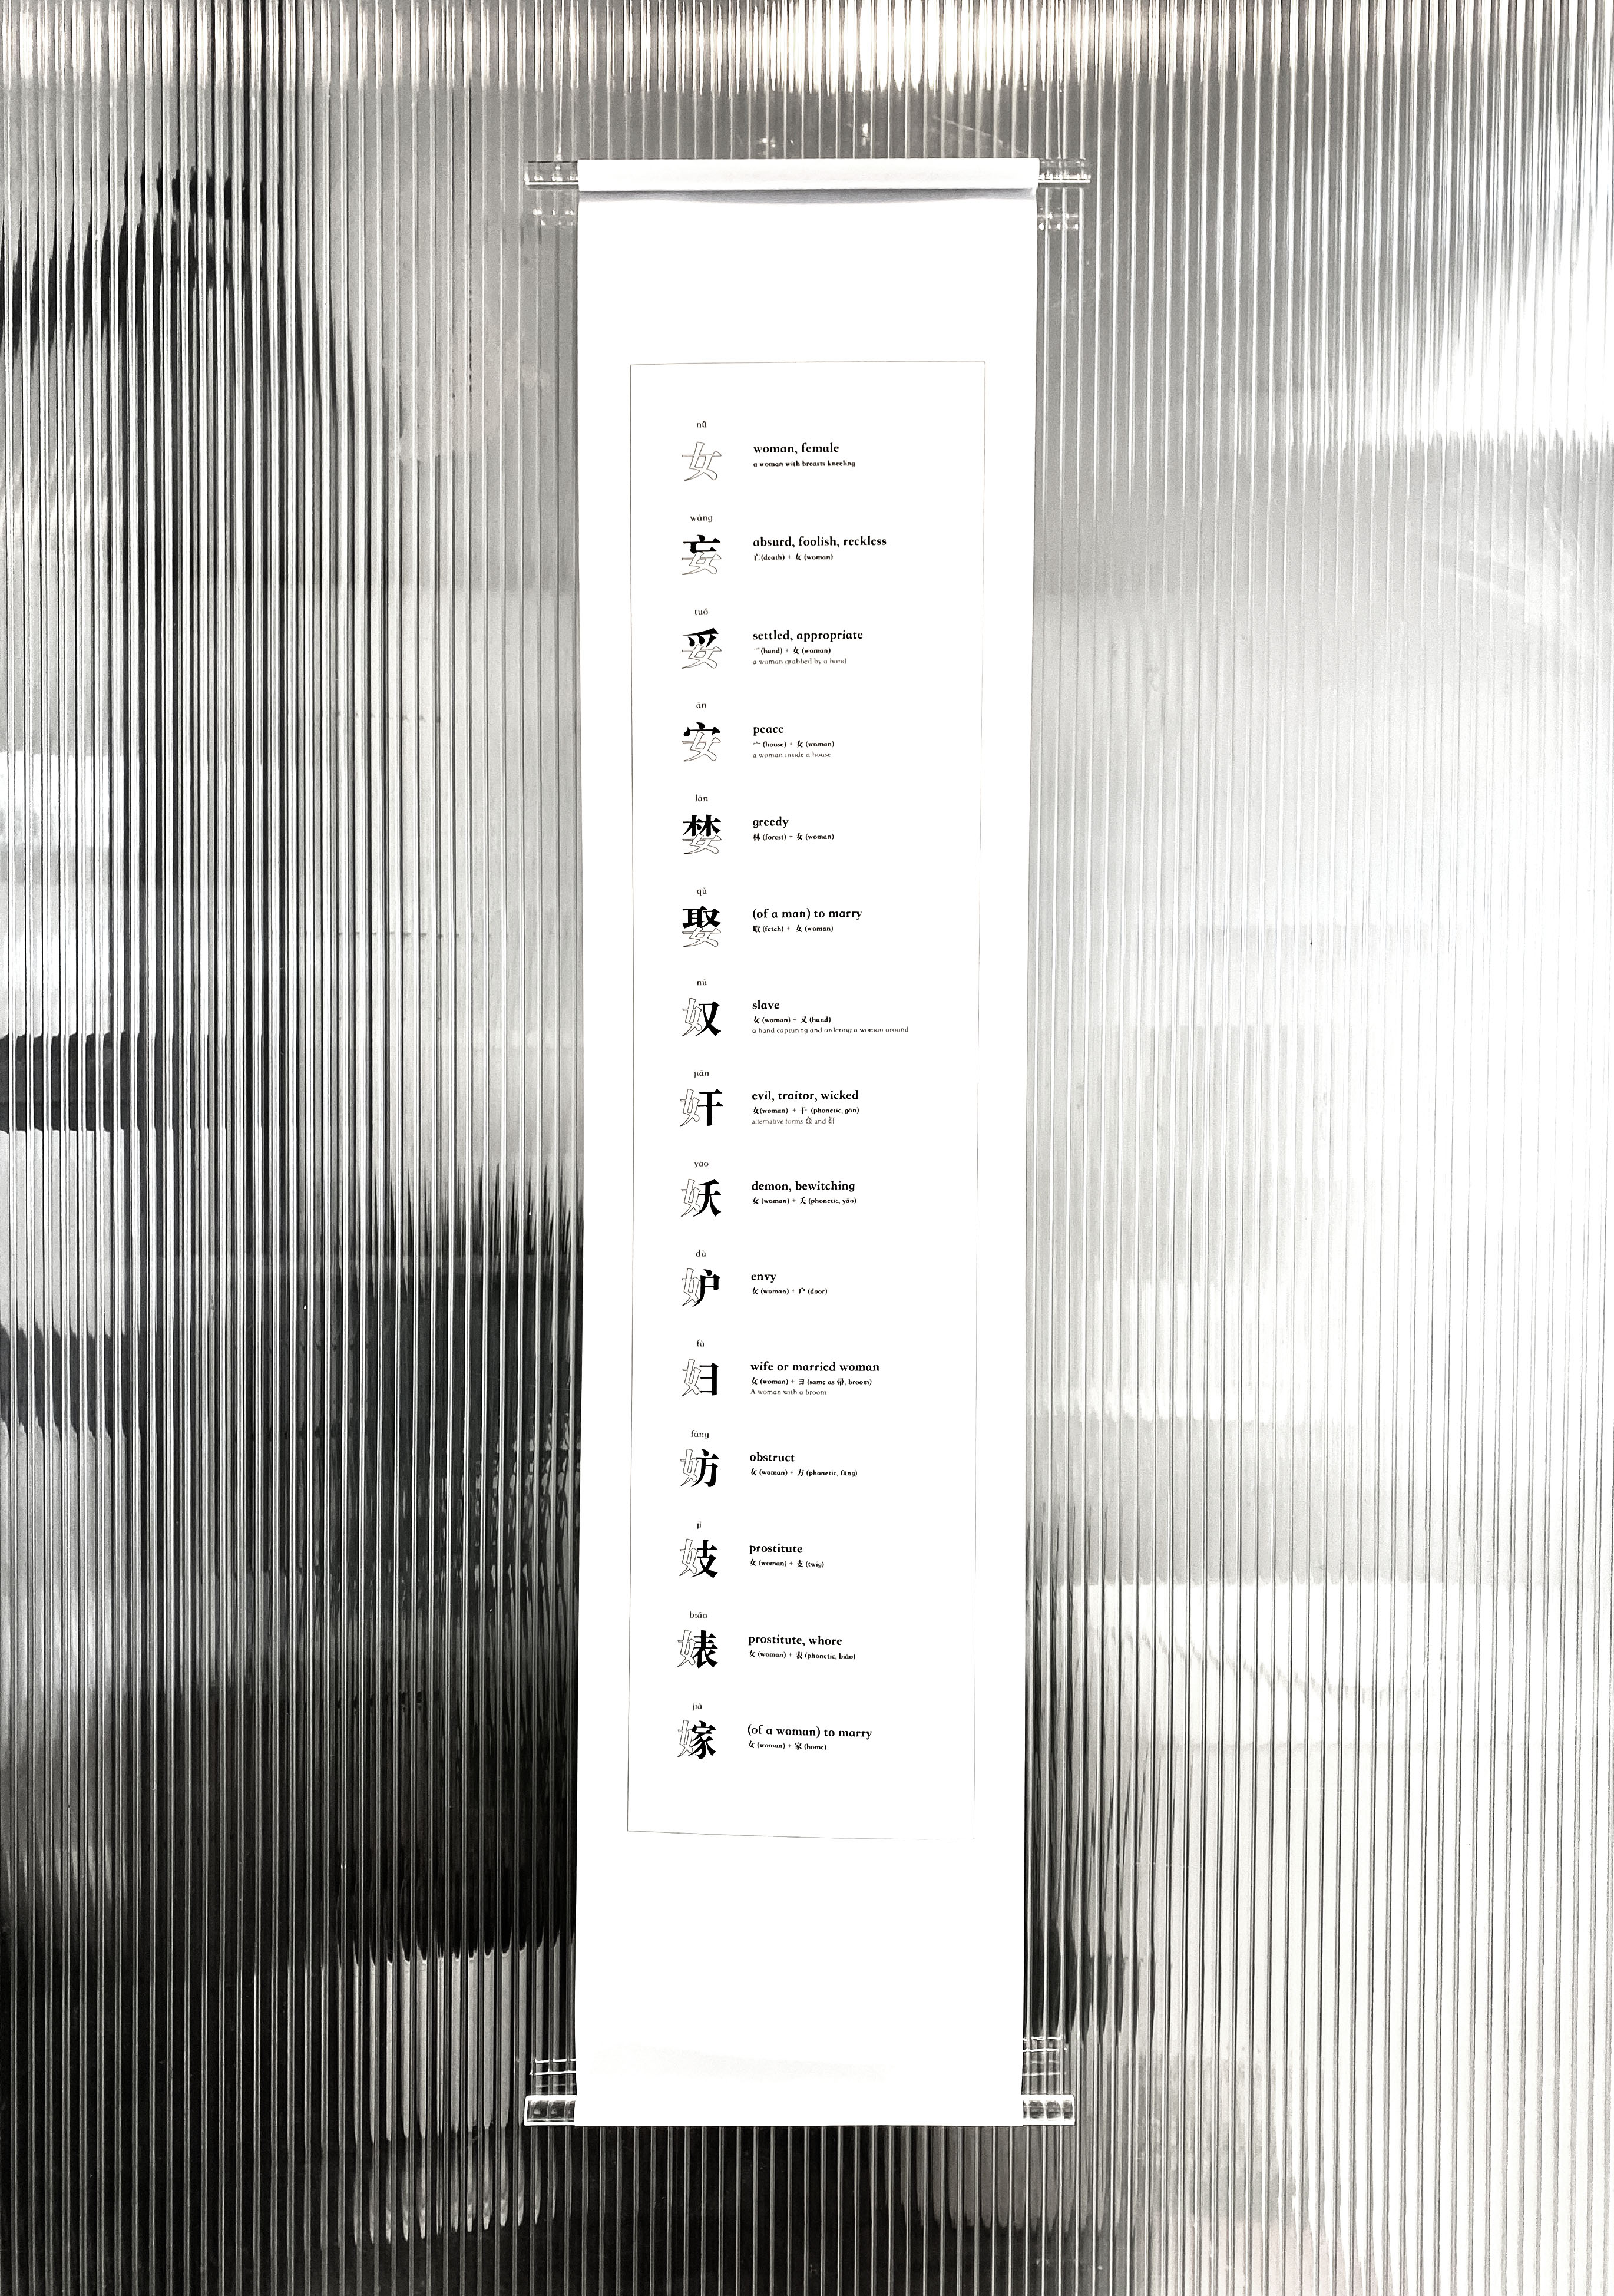 nǚ
女
woman, female
a woman with breasts kneeling
wàng
妄
absurd, foolish, reckless
亡(death) + 女 (woman)
tuǒ
妥
settled, appropriate
爫(hand) + 女 (woman)
a woman grabbed by a hand
ān
安
peace
宀 (house) + 女 (woman)
a woman inside a house
lán
婪
greedy
林 (forest) + 女 (woman)
qǔ
娶
(of a man) to marry
取 (fetch) + 女 (woman)
nú
奴
slave
女 (woman) + 又 (hand)
a hand capturing and ordering a woman around
jiān
奸
evil, traitor, wicked
女(woman) + 干 (phonetic, gān)
alternative forms and
yāo
妖
demon, bewitching
女 (woman) + 夭 (phonetic, yāo)
dù
妒
envy
女 (woman) + 户 (door)
fù
妇
wife or married woman
女 (woman) + 彐 (same as 帚, broom)
A woman with a broom
fáng
妨
obstruct
女 (woman) + 方 (phonetic, fāng)
jì
妓
prostitute
女 (woman) + 支 (twig)
biǎo
婊
prostitute, whore
女 (woman) + 表 (phonetic, biǎo)
jià
嫁
(of a woman) to marry
女 (woman) + 家 (home)